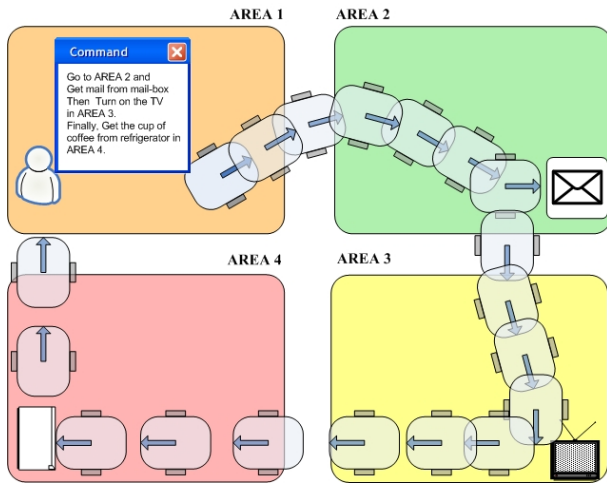 AREA 1
AREA 2
Command
Go to AREA 2 and
Get mail from mail-box
Then Turn on the TV
in AREA 3.
Finally, Get the cup of
coffee from refrigerator in
AREA 4.
AREA 4
AREA 3